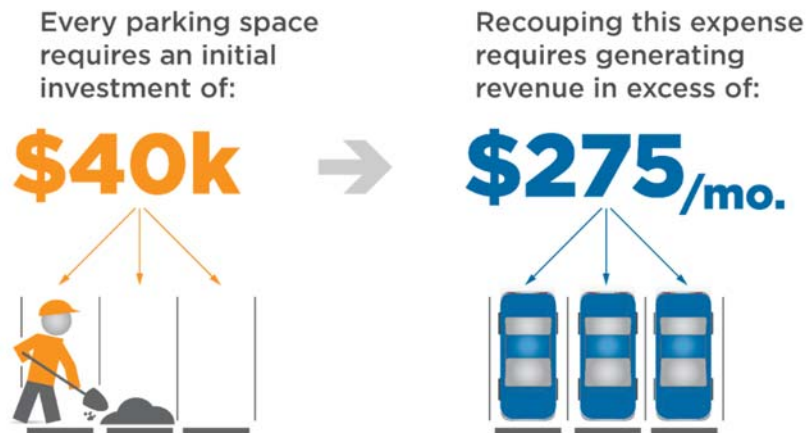 Every parking space
requires an initial
investment of:
$40k
Recouping this expense
requires generating
revenue in excess of:
$275/mo.